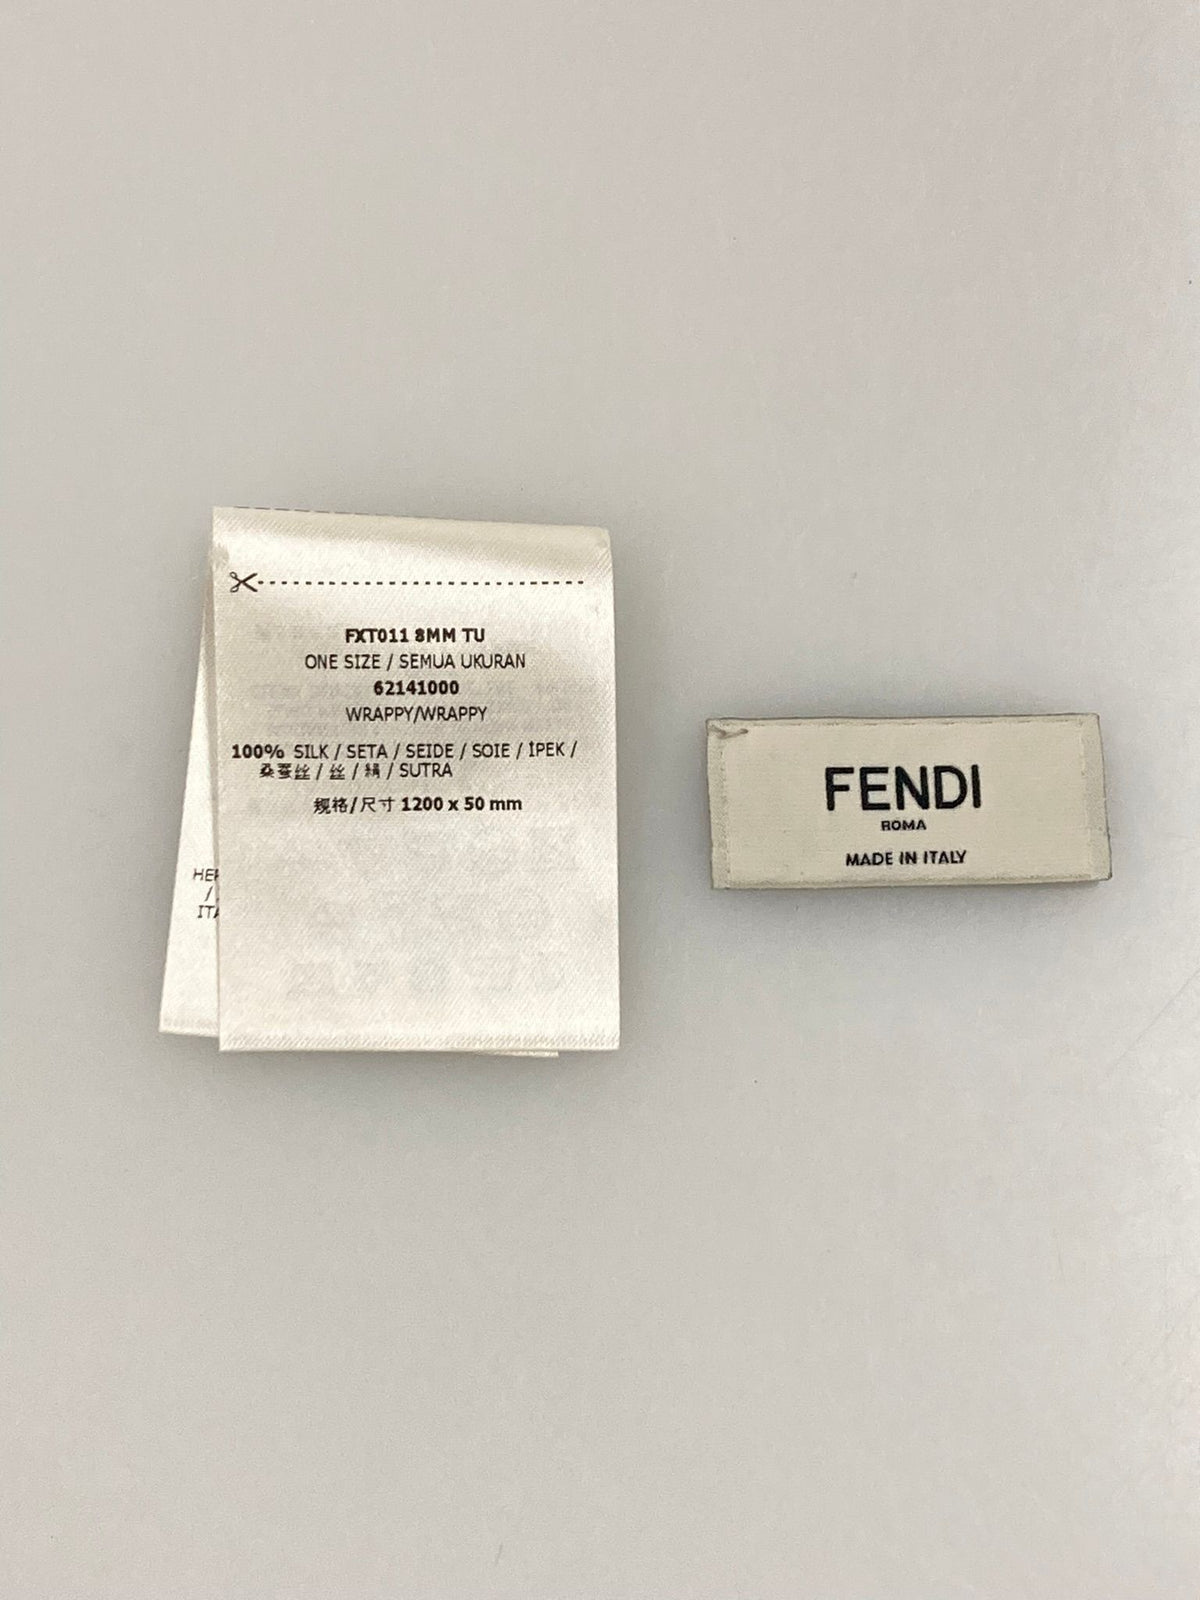 FXT011 8MM TU
ONE SIZE / SEMUA UKURAN
62141000
WRAPPY/WRAPPY
100% SILK / SETA / SEIDE / SOIE / İPEK /
桑蚕丝 / 丝 / 絹 / SUTRA
规格/尺寸 1200 x 50 mm
/
FENDI
ROMA
MADE IN ITALY